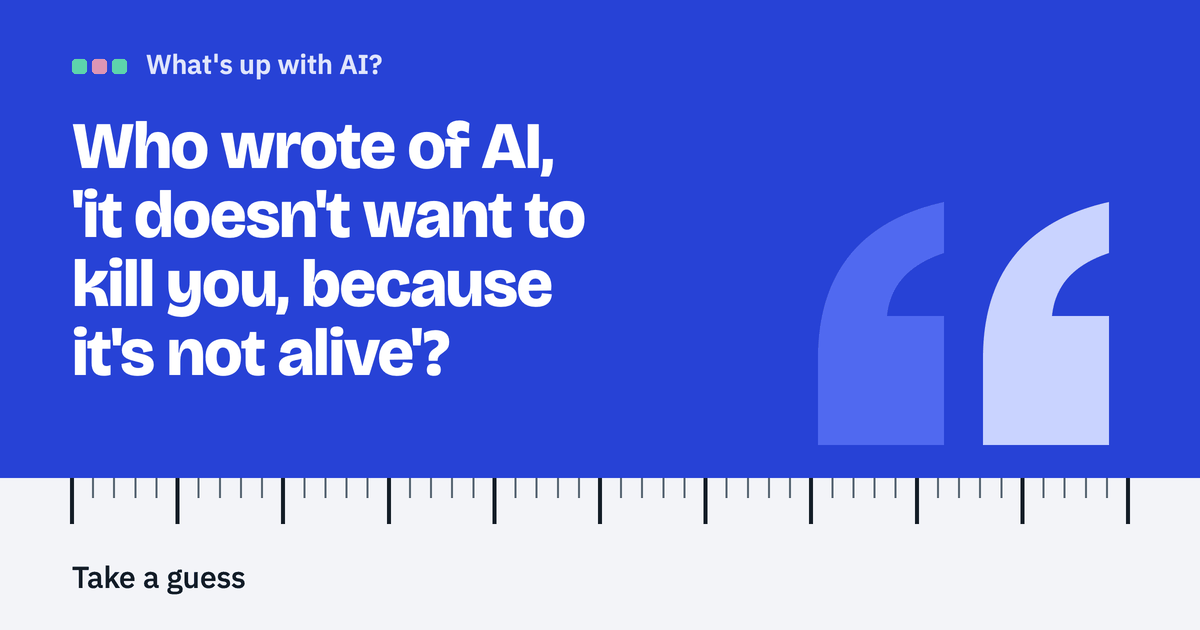 What's up with AI?
Who wrote of AI,
'it doesn't want to
kill you, because
it's not alive'?
Take a guess